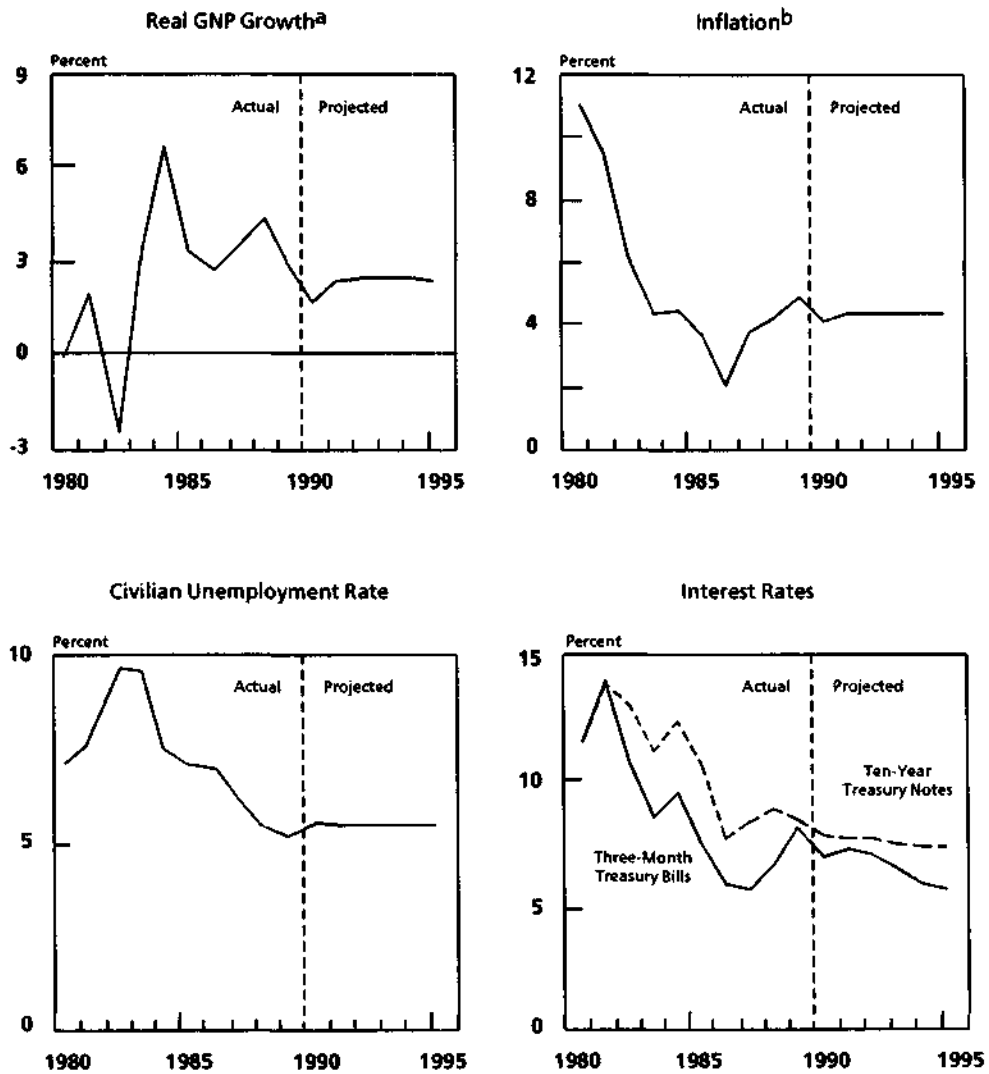 Real GNP Growtha
Percent
9
6
3
0
-3
Actual Projected
1980 1985 1990 1995
Inflationb
Percent
12
8
4
0
Actual Projected
1980 1985 1990 1995
Civilian Unemployment Rate
Percent
10
5
0
Actual Projected
1980 1985 1990 1995
Interest Rates
Percent
15
10
5
0
Actual Projected
Ten-Year
Treasury Notes
Three-Month
Treasury Bills
1980 1985 1990 1995